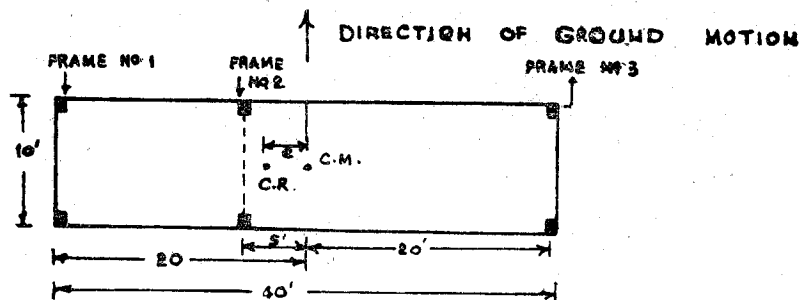 DIRECTION OF GROUND MOTION
FRAME Nº 1
FRAME
Nº 2
FRAME Nº 3
10'
e
C.M.
C.R.
5'
20
20'
40'